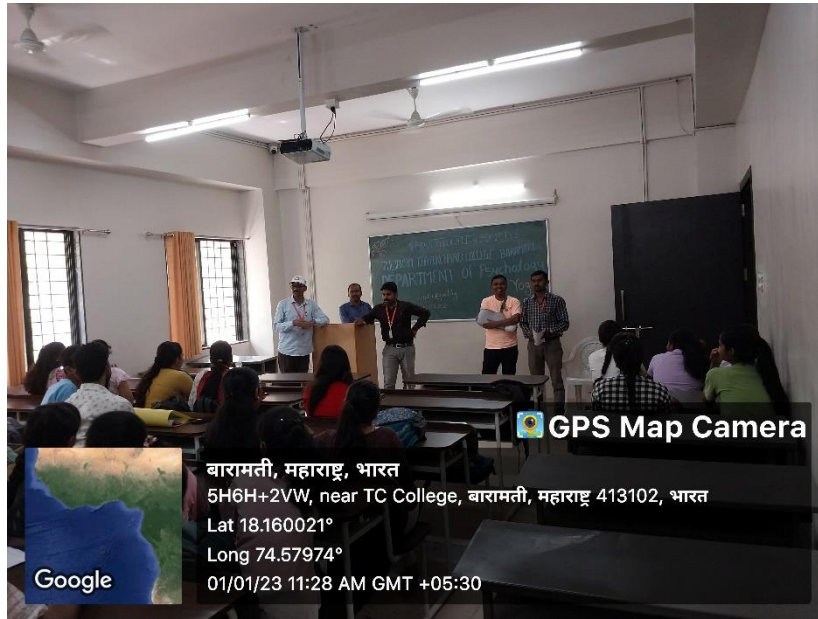 DEPARTMENT OF Psychology
Yoga
GPS Map Camera
बारामती, महाराष्ट्र, भारत
5H6H+2VW, near TC College, बारामती, महाराष्ट्र 413102, भारत
Lat 18.160021°
Long 74.57974°
01/01/23 11:28 AM GMT +05:30
Google